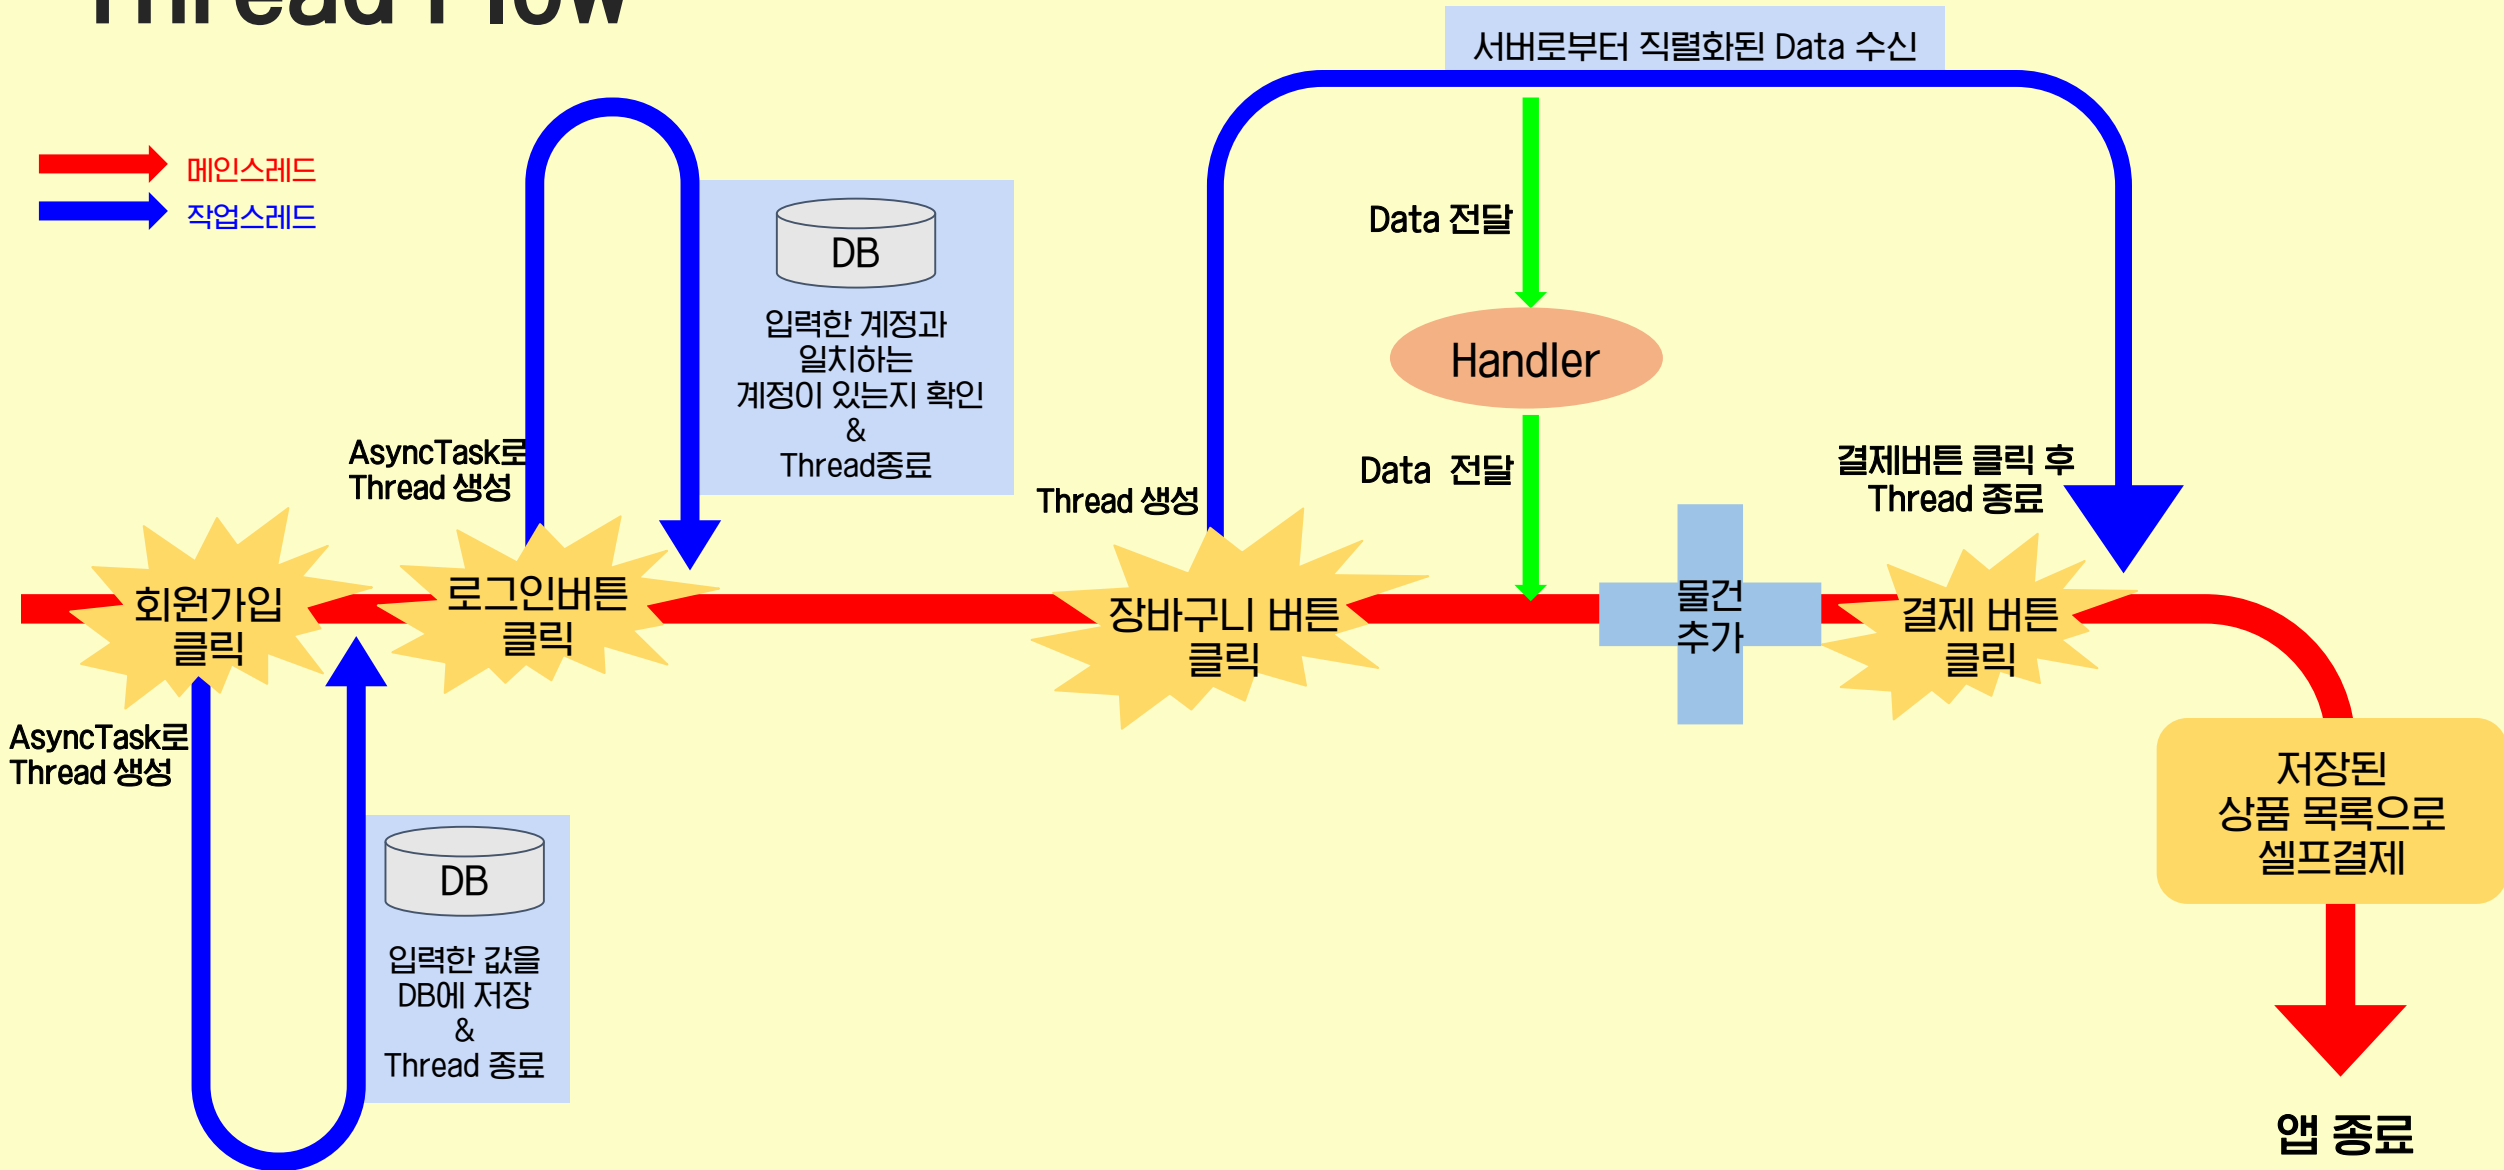 Thread Flow
서버로부터 직렬화된 Data 수신
메인스레드
작업스레드
DB
입력한 계정과
일치하는
계정이 있는지 확인
&
Thread종료
AsyncTask로
Thread 생성
Data 전달
Handler
Data 전달
Thread 생성
결제버튼 클릭 후
Thread 종료
회원가입
클릭
로그인버튼
클릭
장바구니 버튼
클릭
물건
추가
결제 버튼
클릭
AsyncTask로
Thread 생성
DB
입력한 값을
DB에 저장
&
Thread 종료
저장된
상품 목록으로
셀프결제
앱 종료